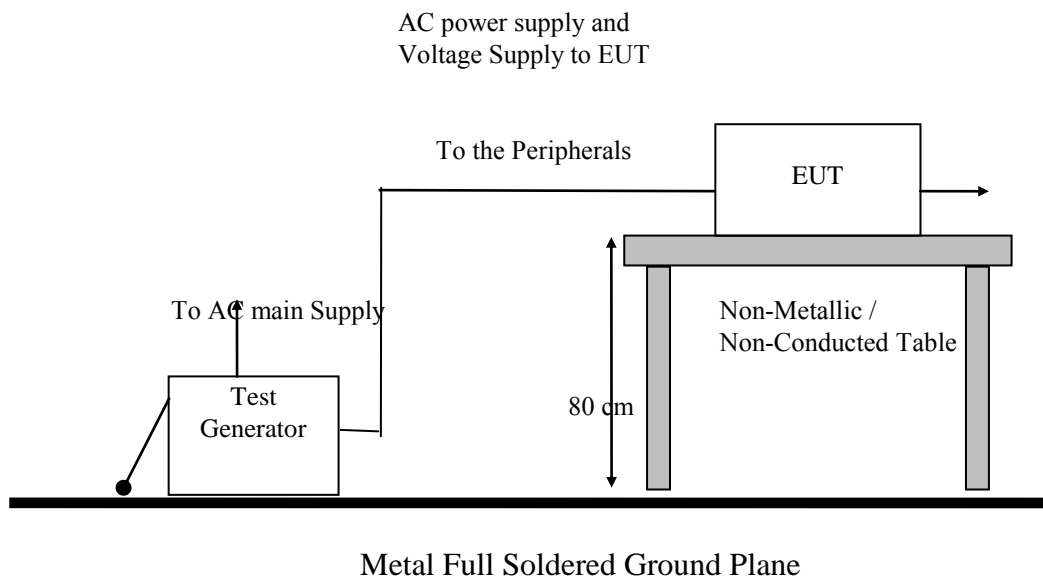 AC power supply and
Voltage Supply to EUT
To the Peripherals
EUT
To AC main Supply
Non-Metallic /
Non-Conducted Table
Test
Generator
80 cm
Metal Full Soldered Ground Plane